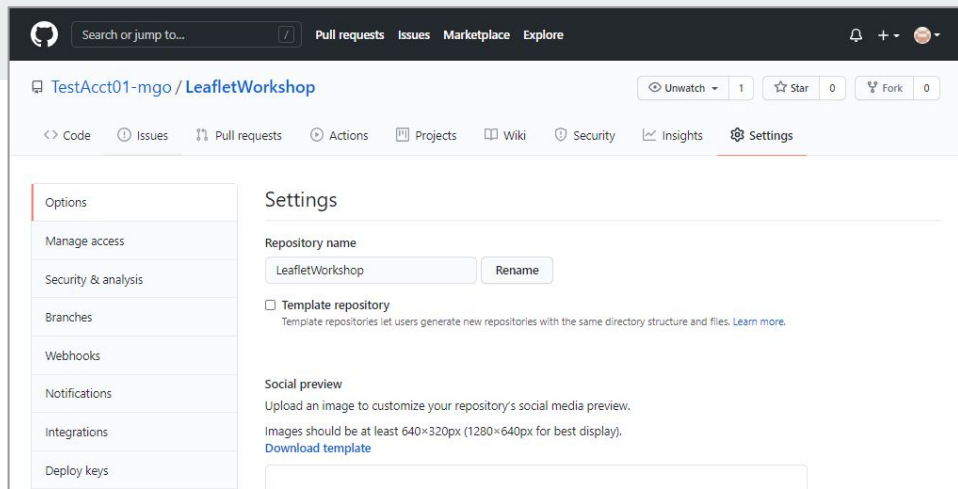 Search or jump to... / Pull requests Issues Marketplace Explore
TestAcct01-mgo / LeafletWorkshop Unwatch 1 Star 0 Fork 0
Code Issues Pull requests Actions Projects Wiki Security Insights Settings
Options
Manage access
Security & analysis
Branches
Webhooks
Notifications
Integrations
Deploy keys
Settings
Repository name
LeafletWorkshop Rename
Template repository
Template repositories let users generate new repositories with the same directory structure and files. Learn more.
Social preview
Upload an image to customize your repository's social media preview.
Images should be at least 640×320px (1280×640px for best display).
Download template